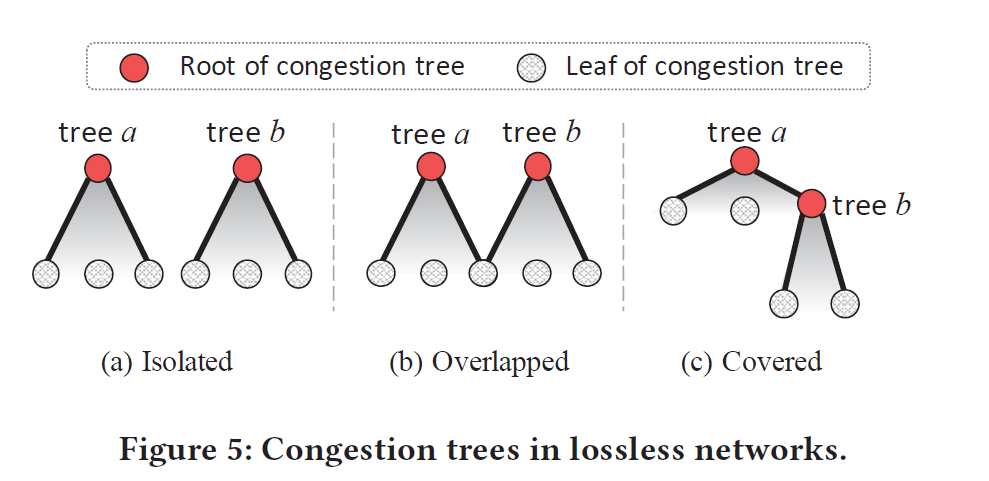 Root of congestion tree
Leaf of congestion tree
tree a
tree b
tree a
tree b
tree a
tree b
(a) Isolated
(b) Overlapped
(c) Covered
Figure 5: Congestion trees in lossless networks.